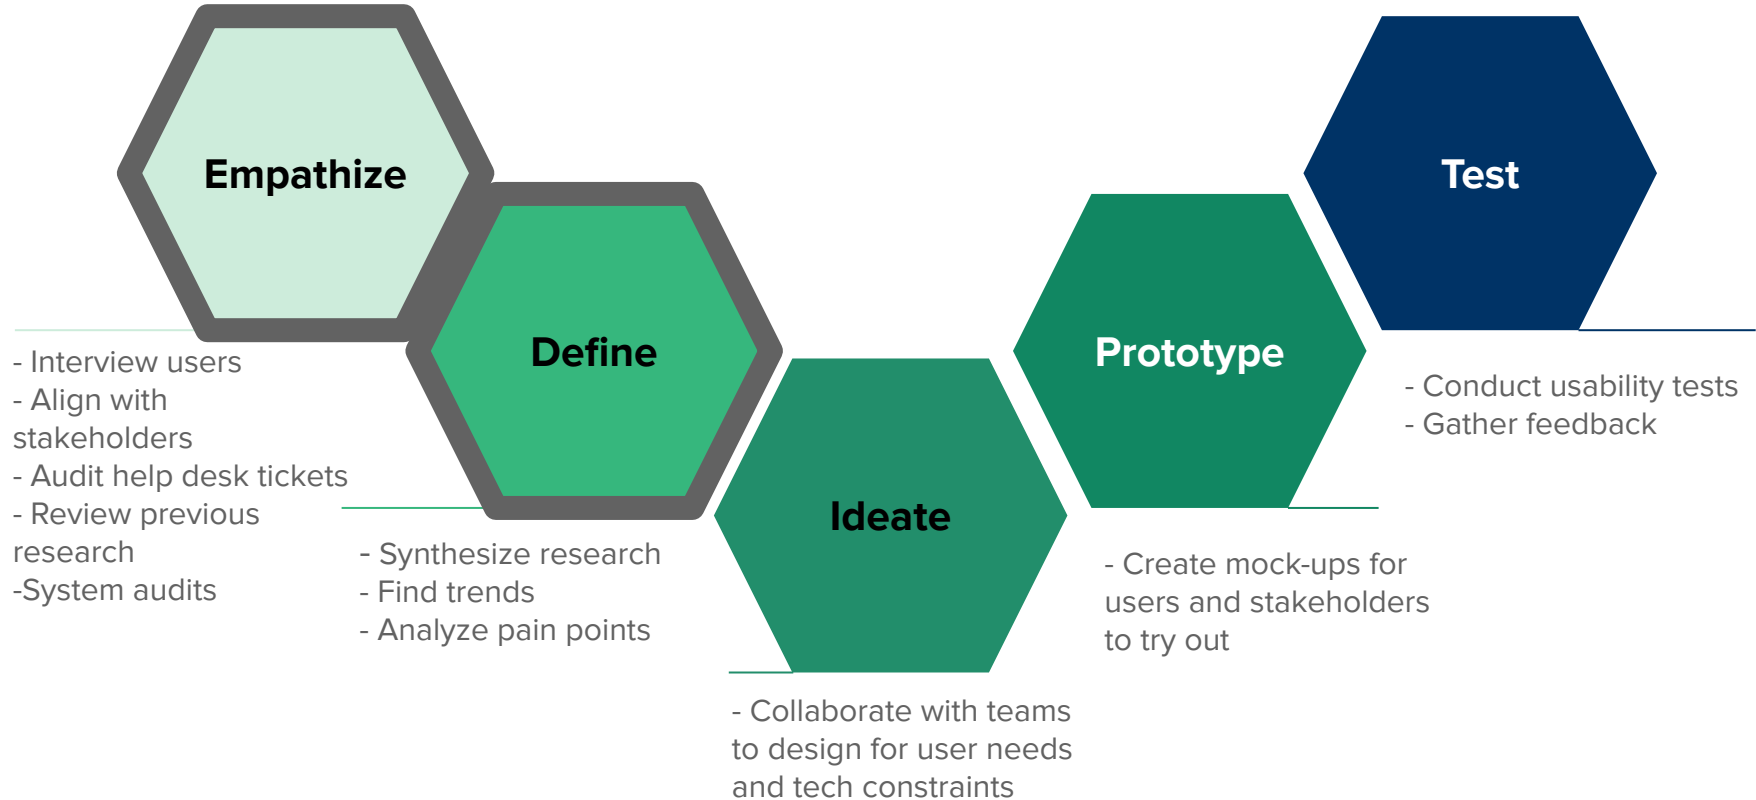 Empathize
- Interview users
- Align with
stakeholders
- Audit help desk tickets
- Review previous
research
-System audits
Define
- Synthesize research
- Find trends
- Analyze pain points
Ideate
- Collaborate with teams
to design for user needs
and tech constraints
Prototype
- Create mock-ups for
users and stakeholders
to try out
Test
- Conduct usability tests
- Gather feedback